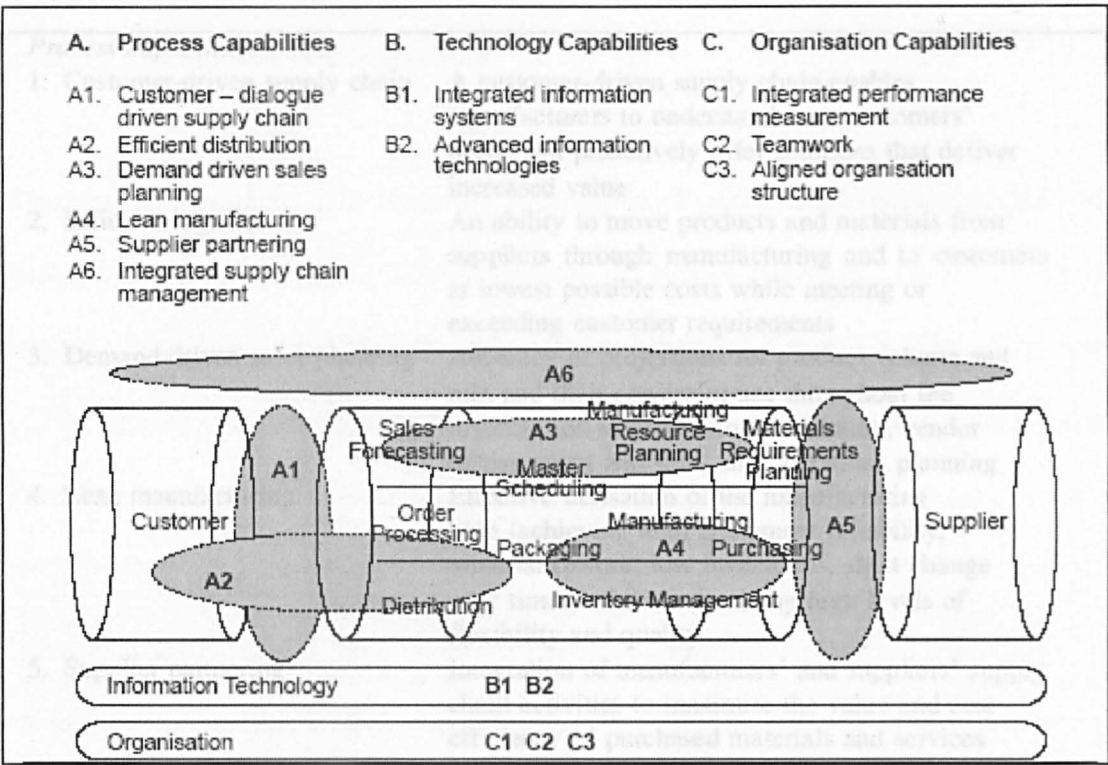 A. Process Capabilities
A1. Customer – dialogue
driven supply chain
A2. Efficient distribution
A3. Demand driven sales
planning
A4. Lean manufacturing
A5. Supplier partnering
A6. Integrated supply chain
management
B. Technology Capabilities
B1. Integrated information
systems
B2. Advanced information
technologies
C. Organisation Capabilities
C1. Integrated performance
measurement
C2. Teamwork
C3. Aligned organisation
structure
A6
Customer
A1
A2
Sales
Forecasting
A3
Manufacturing
Resource
Planning
Materials
Requirements
Planning
Master
Scheduling
Order
Processing
Packaging
Manufacturing
A4
Purchasing
Distribution
Inventory Management
A5
Supplier
Information Technology B1 B2
Organisation C1 C2 C3